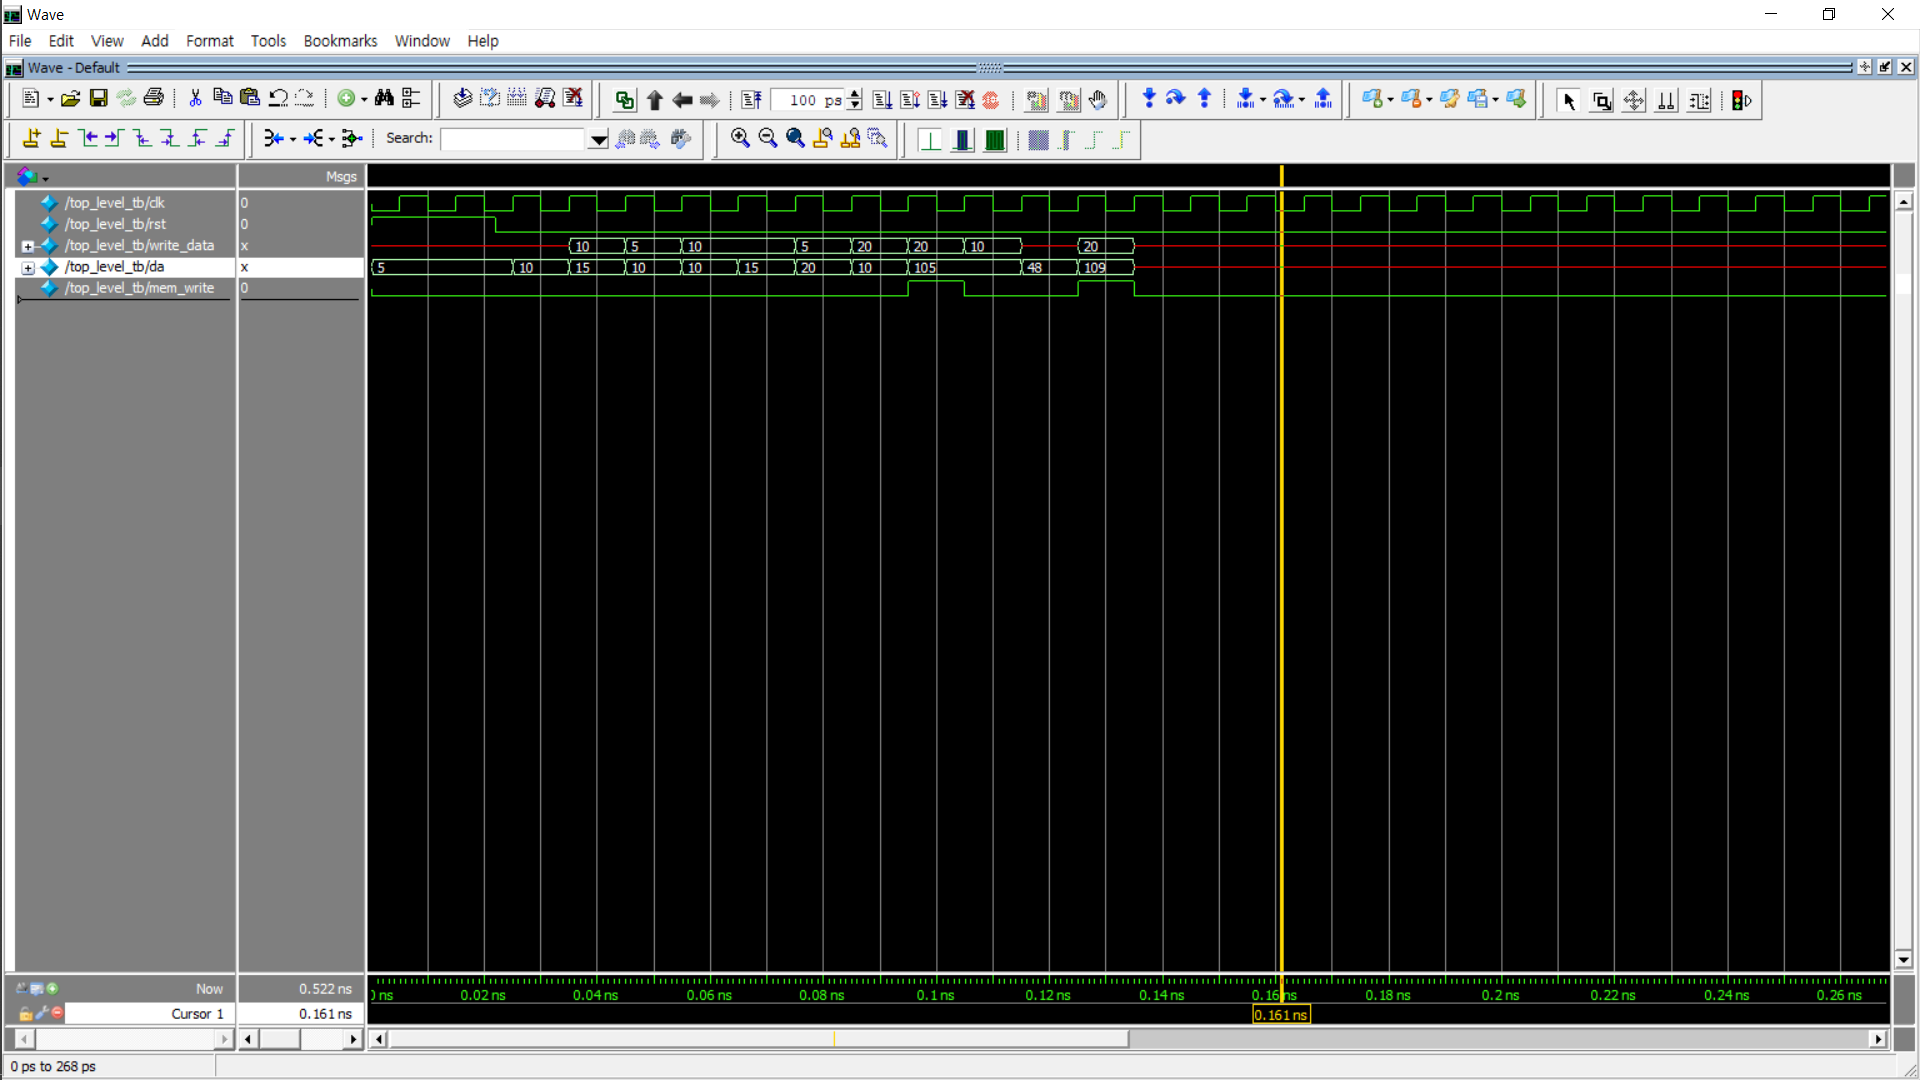 Wave
File Edit View Add Format Tools Bookmarks Window Help
Wave - Default
100 ps
Search:
Msgs
/top_level_tb/clk 0
/top_level_tb/rst 0
/top_level_tb/write_data x 10 5 10 5 20 20 10 20
/top_level_tb/da x 5 10 15 10 10 15 20 10 105 48 109
/top_level_tb/mem_write 0
Now 0.522 ns ns 0.02 ns 0.04 ns 0.06 ns 0.08 ns 0.1 ns 0.12 ns 0.14 ns 0.16 ns 0.18 ns 0.2 ns 0.22 ns 0.24 ns 0.26 ns
Cursor 1 0.161 ns 0.161 ns
0 ps to 268 ps